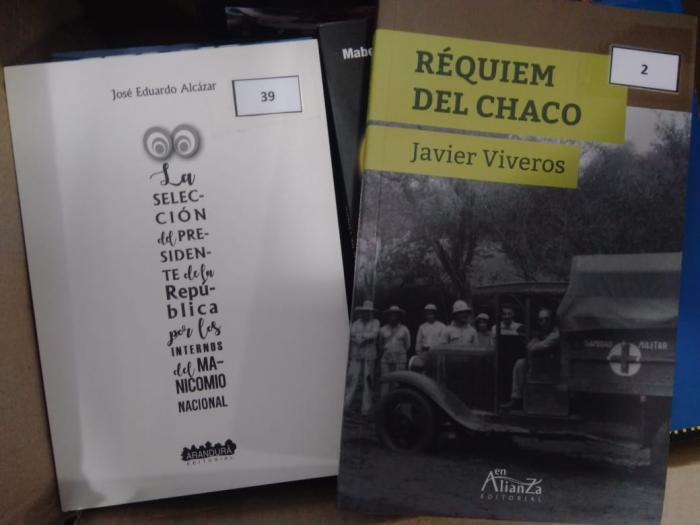 José Eduardo Alcázar
39
La
SELEC-
CIÓN
del PRE-
SIDEN-
TE de la
Repú-
blica
por los
INTERNOS
del MA-
NICOMIO
NACIONAL
ARANDURÃ
EDITORIAL
Mabe
RÉQUIEM
DEL CHACO
2
Javier Viveros
SANIDAD MILITAR
en
AlianZa
EDITORIAL